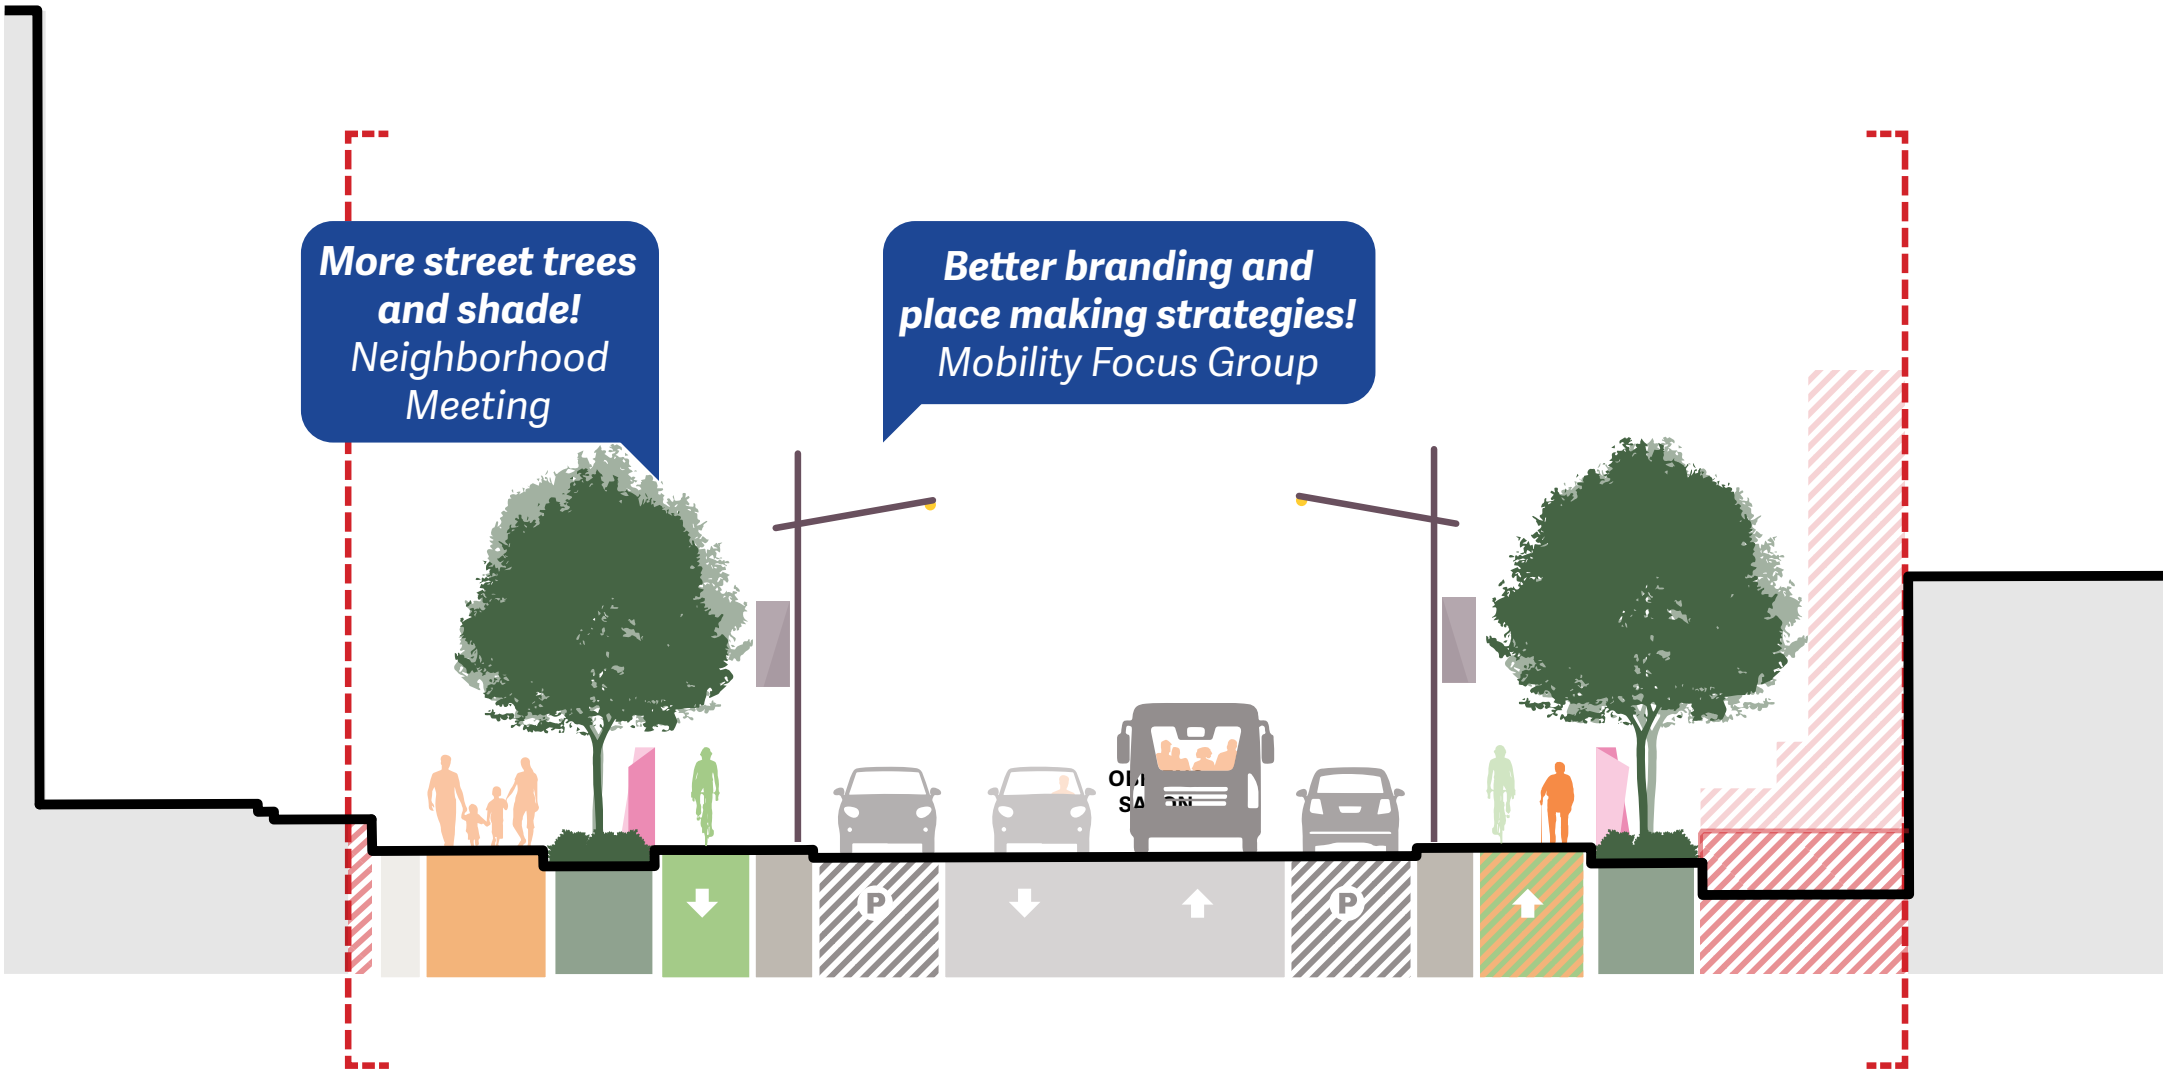 More street trees
and shade!
Neighborhood
Meeting
Better branding and
place making strategies!
Mobility Focus Group
P
P